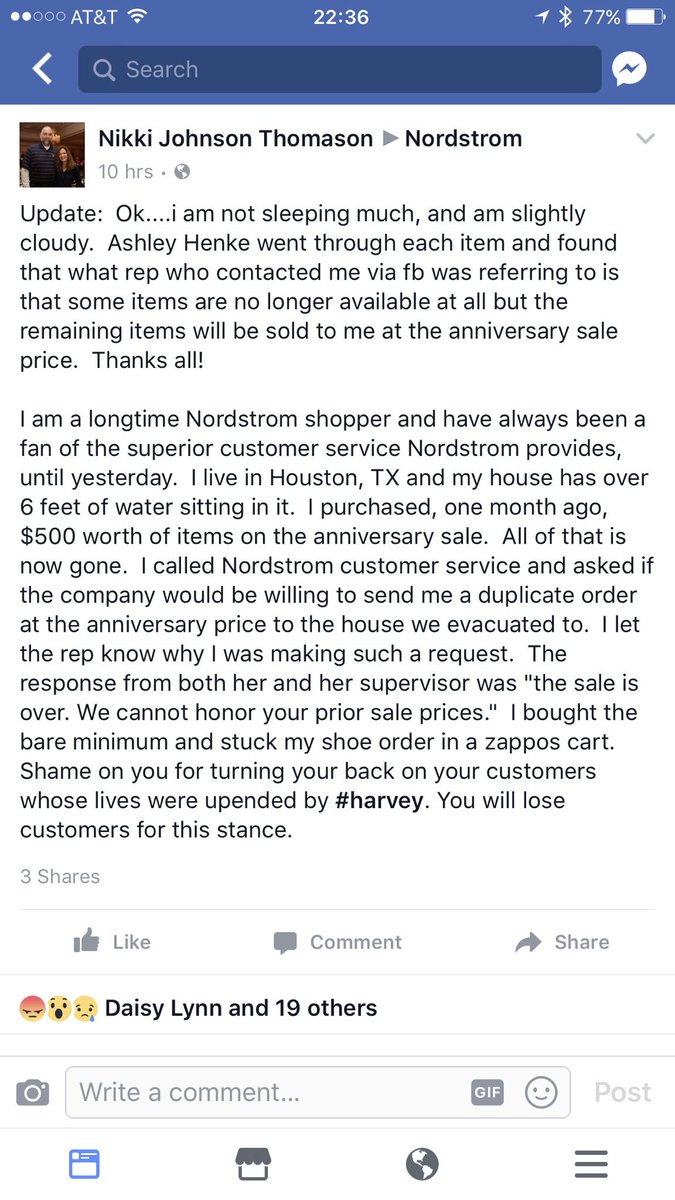 AT&T 22:36 77%
Search
Nikki Johnson Thomason ▶ Nordstrom
10 hrs ·
Update:  Ok....i am not sleeping much, and am slightly
cloudy.  Ashley Henke went through each item and found
that what rep who contacted me via fb was referring to is
that some items are no longer available at all but the
remaining items will be sold to me at the anniversary sale
price.  Thanks all!
I am a longtime Nordstrom shopper and have always been a
fan of the superior customer service Nordstrom provides,
until yesterday.  I live in Houston, TX and my house has over
6 feet of water sitting in it.  I purchased, one month ago,
$500 worth of items on the anniversary sale.  All of that is
now gone.  I called Nordstrom customer service and asked if
the company would be willing to send me a duplicate order
at the anniversary price to the house we evacuated to.  I let
the rep know why I was making such a request.  The
response from both her and her supervisor was "the sale is
over. We cannot honor your prior sale prices."  I bought the
bare minimum and stuck my shoe order in a zappos cart.
Shame on you for turning your back on your customers
whose lives were upended by #harvey. You will lose
customers for this stance.
3 Shares
Like Comment Share
Daisy Lynn and 19 others
Write a comment... GIF Post